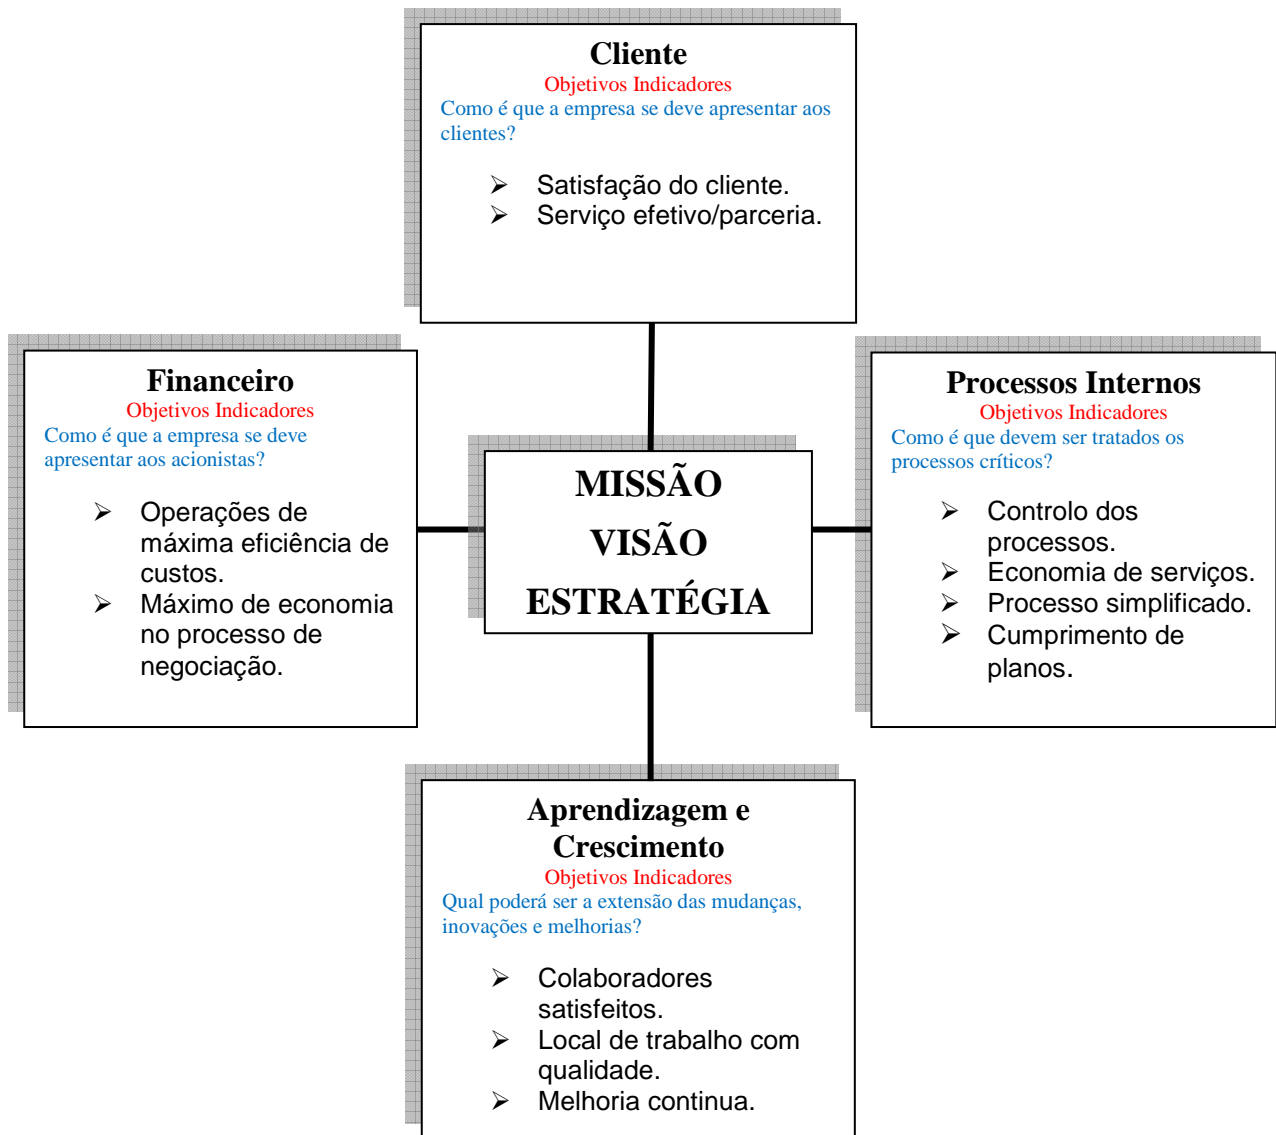 Cliente
Objetivos Indicadores
Como é que a empresa se deve apresentar aos
clientes?
➢ Satisfação do cliente.
➢ Serviço efetivo/parceria.
Financeiro
Objetivos Indicadores
Como é que a empresa se deve
apresentar aos acionistas?
➢ Operações de
máxima eficiência de
custos.
➢ Máximo de economia
no processo de
negociação.
MISSÃO
VISÃO
ESTRATÉGIA
Processos Internos
Objetivos Indicadores
Como é que devem ser tratados os
processos críticos?
➢ Controlo dos
processos.
➢ Economia de serviços.
➢ Processo simplificado.
➢ Cumprimento de
planos.
Aprendizagem e
Crescimento
Objetivos Indicadores
Qual poderá ser a extensão das mudanças,
inovações e melhorias?
➢ Colaboradores
satisfeitos.
➢ Local de trabalho com
qualidade.
➢ Melhoria continua.